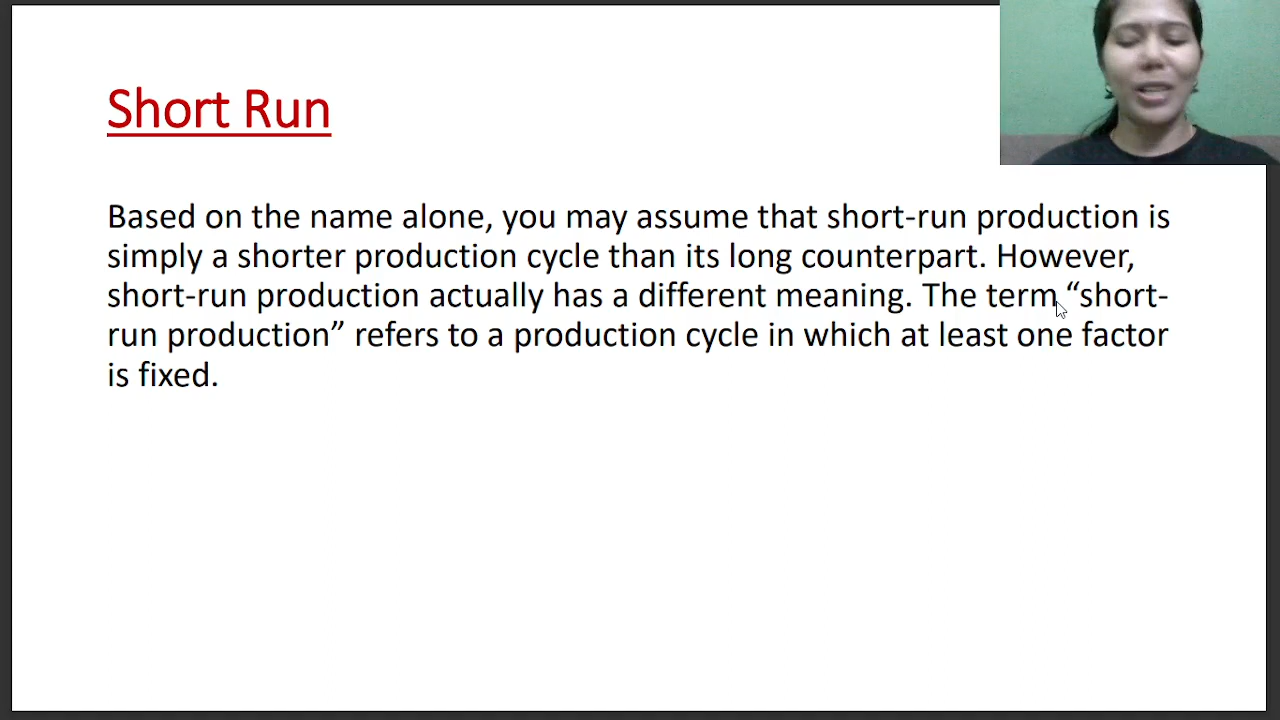 Short Run
Based on the name alone, you may assume that short-run production is
simply a shorter production cycle than its long counterpart. However,
short-run production actually has a different meaning. The term “short-
run production” refers to a production cycle in which at least one factor
is fixed.